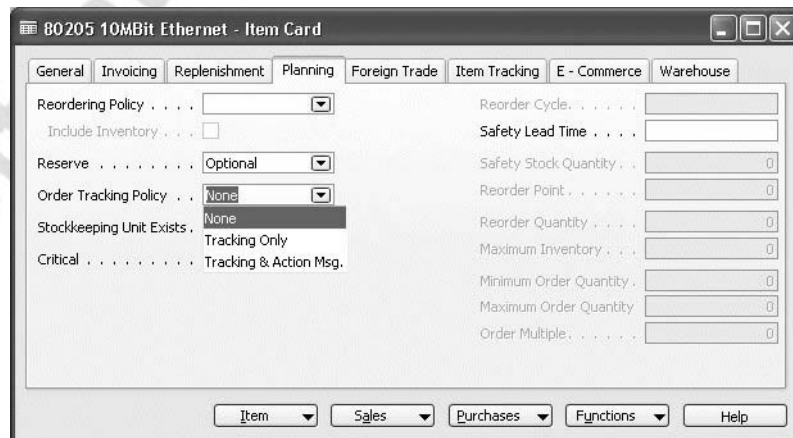 80205 10MBit Ethernet - Item Card
General Invoicing Replenishment Planning Foreign Trade Item Tracking E - Commerce Warehouse
Reordering Policy . . . .
Include Inventory . . .
Reserve . . . . . . . . Optional
Order Tracking Policy . . None
None
Tracking Only
Tracking & Action Msg.
Stockkeeping Unit Exists .
Critical . . . . . . . . .
Reorder Cycle. . . . . .
Safety Lead Time . . . .
Safety Stock Quantity . . 0
Reorder Point . . . . . 0
Reorder Quantity . . . . 0
Maximum Inventory . . . 0
Minimum Order Quantity . 0
Maximum Order Quantity 0
Order Multiple. . . . . . 0
Item Sales Purchases Functions Help